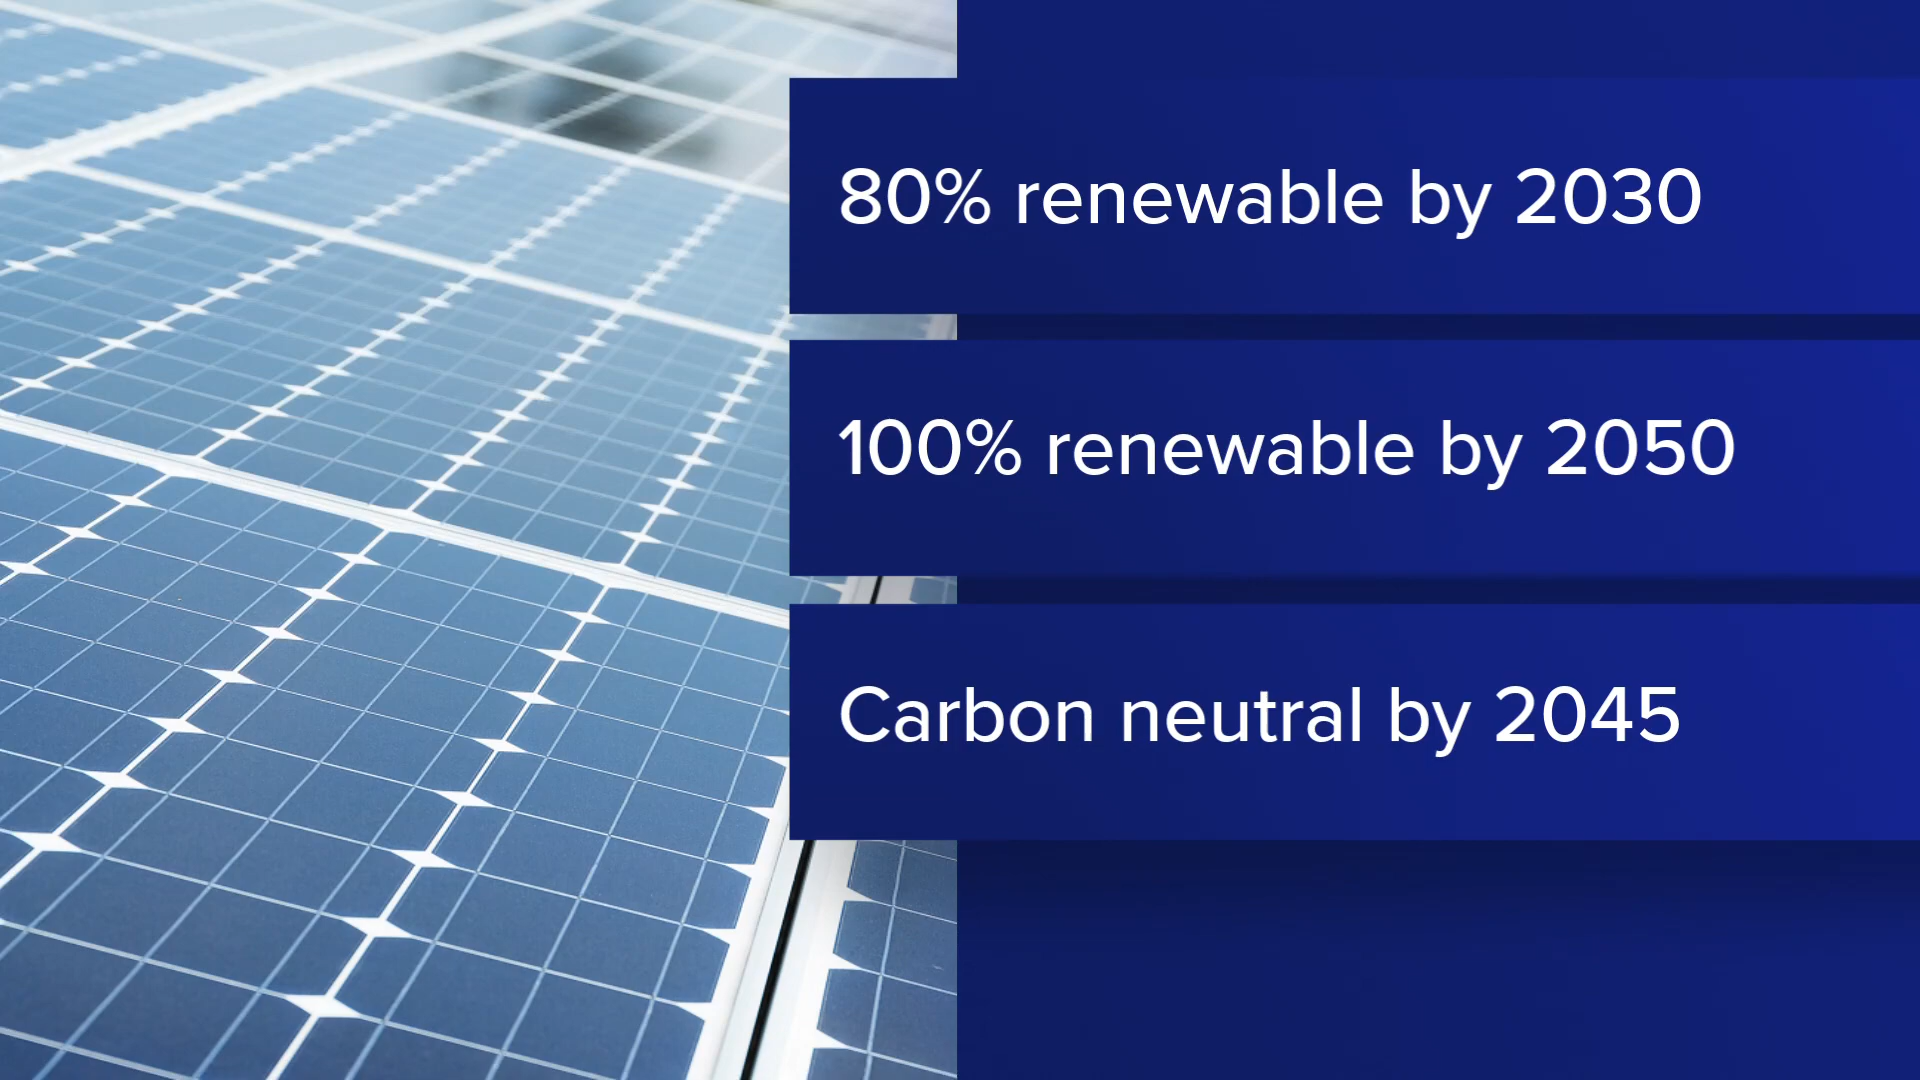 80% renewable by 2030
100% renewable by 2050
Carbon neutral by 2045